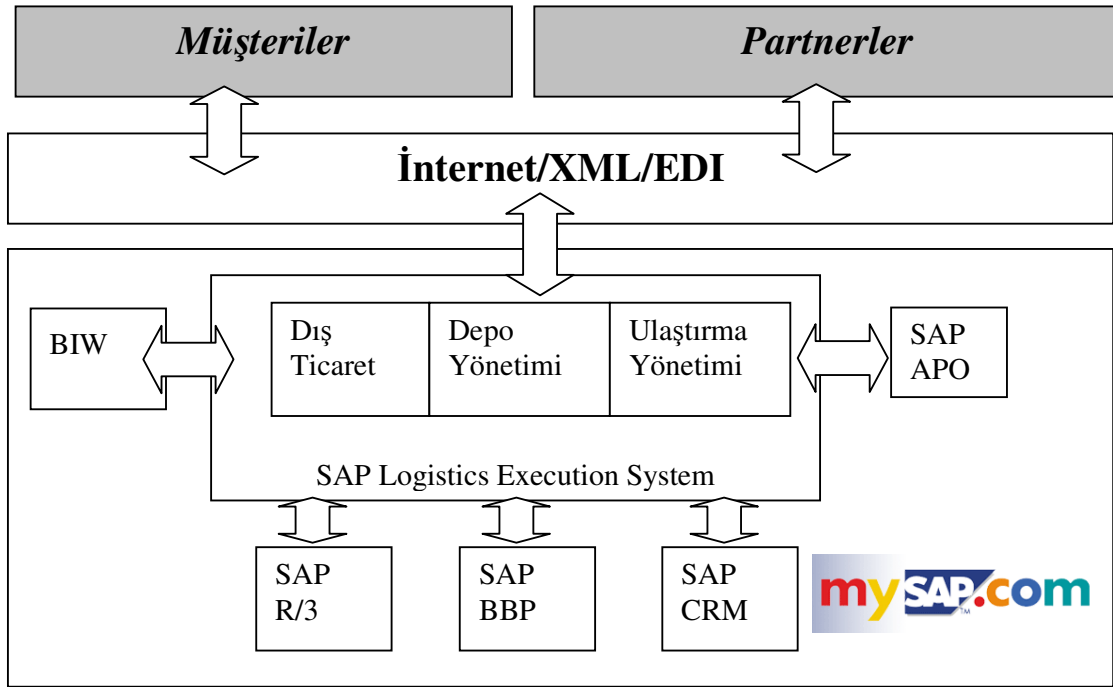 Müşteriler
Partnerler
İnternet/XML/EDI
BIW
Dış
Ticaret
Depo
Yönetimi
Ulaştırma
Yönetimi
SAP
APO
SAP Logistics Execution System
SAP
R/3
SAP
BBP
SAP
CRM
mySAP.com
TM